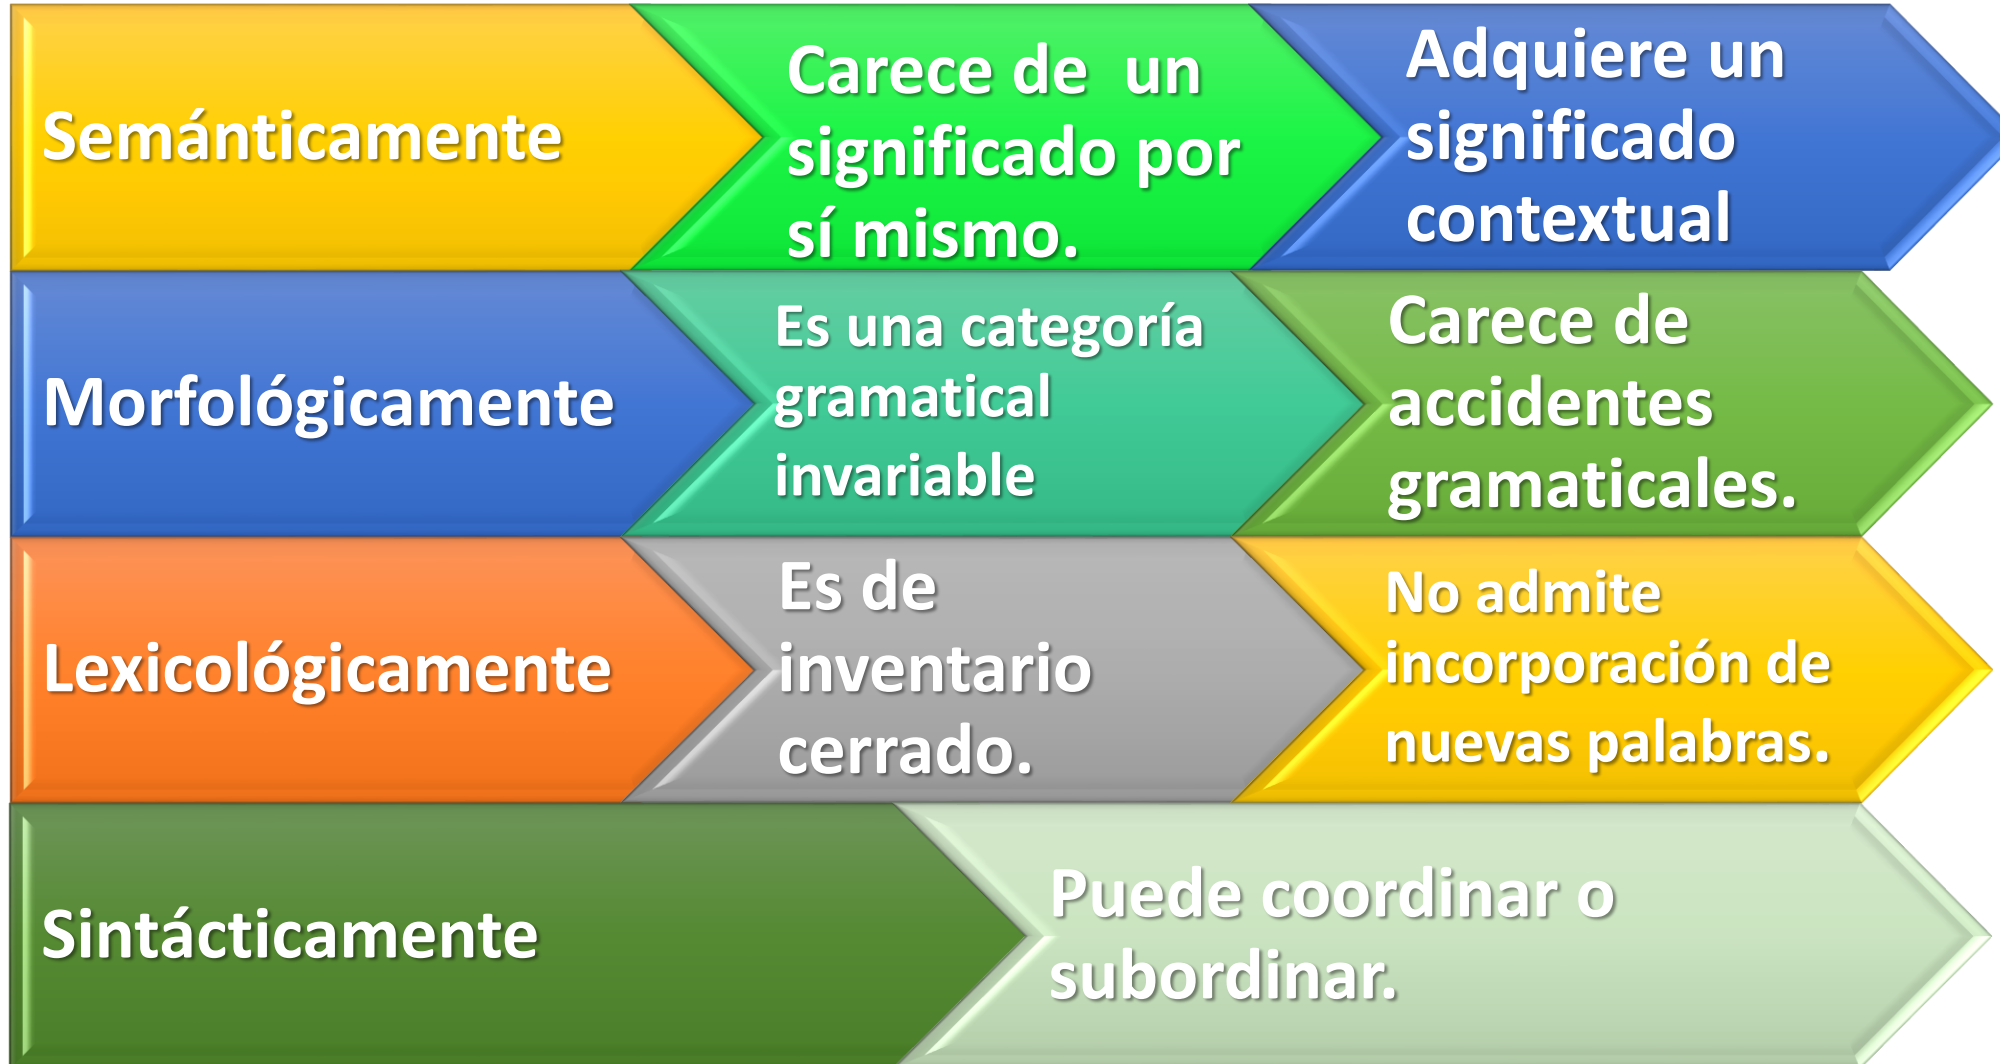 Semánticamente
Carece de un
significado por
sí mismo.
Adquiere un
significado
contextual
Morfológicamente
Es una categoría
gramatical
invariable
Carece de
accidentes
gramaticales.
Lexicológicamente
Es de
inventario
cerrado.
No admite
incorporación de
nuevas palabras.
Sintácticamente
Puede coordinar o
subordinar.